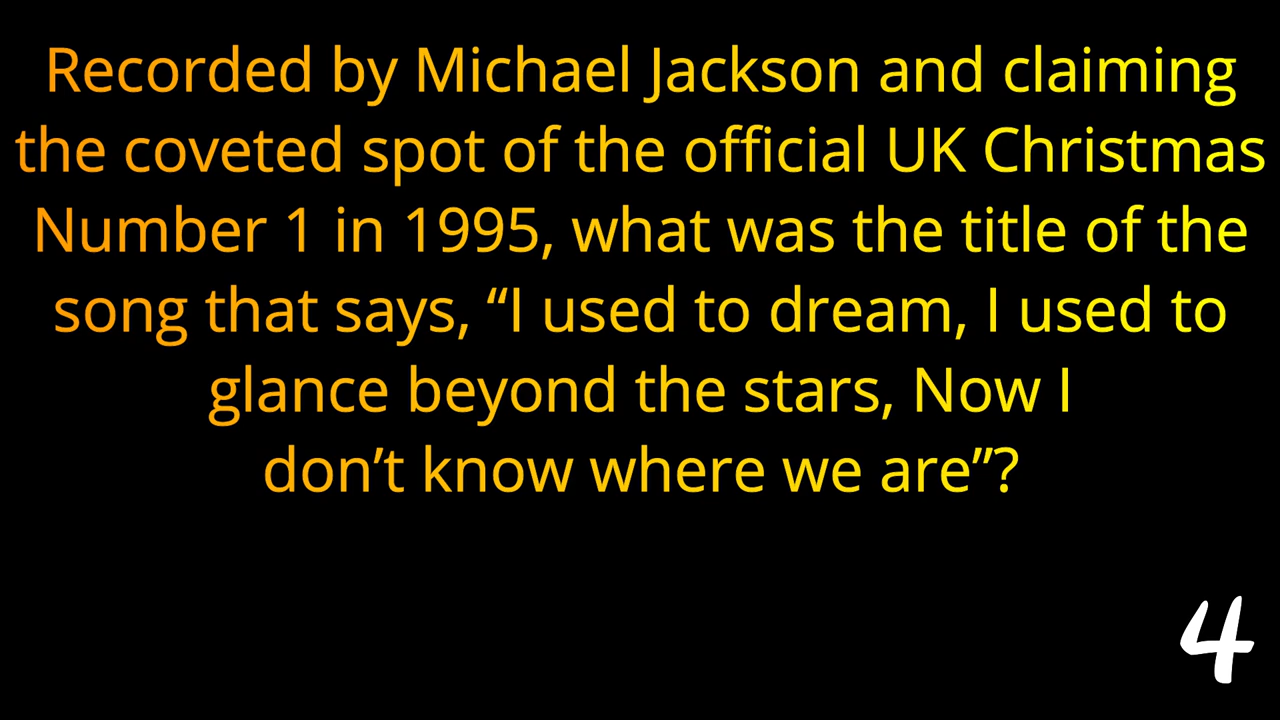 Recorded by Michael Jackson and claiming
the coveted spot of the official UK Christmas
Number 1 in 1995, what was the title of the
song that says, “I used to dream, I used to
glance beyond the stars, Now I
don’t know where we are”?
4